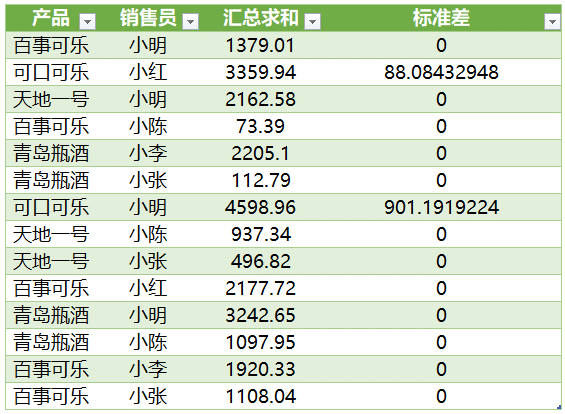 产品 销售员 汇总求和 标准差
百事可乐 小明 1379.01 0
可口可乐 小红 3359.94 88.08432948
天地一号 小明 2162.58 0
百事可乐 小陈 73.39 0
青岛瓶酒 小李 2205.1 0
青岛瓶酒 小张 112.79 0
可口可乐 小明 4598.96 901.1919224
天地一号 小陈 937.34 0
天地一号 小张 496.82 0
百事可乐 小红 2177.72 0
青岛瓶酒 小明 3242.65 0
青岛瓶酒 小陈 1097.95 0
百事可乐 小李 1920.33 0
百事可乐 小张 1108.04 0